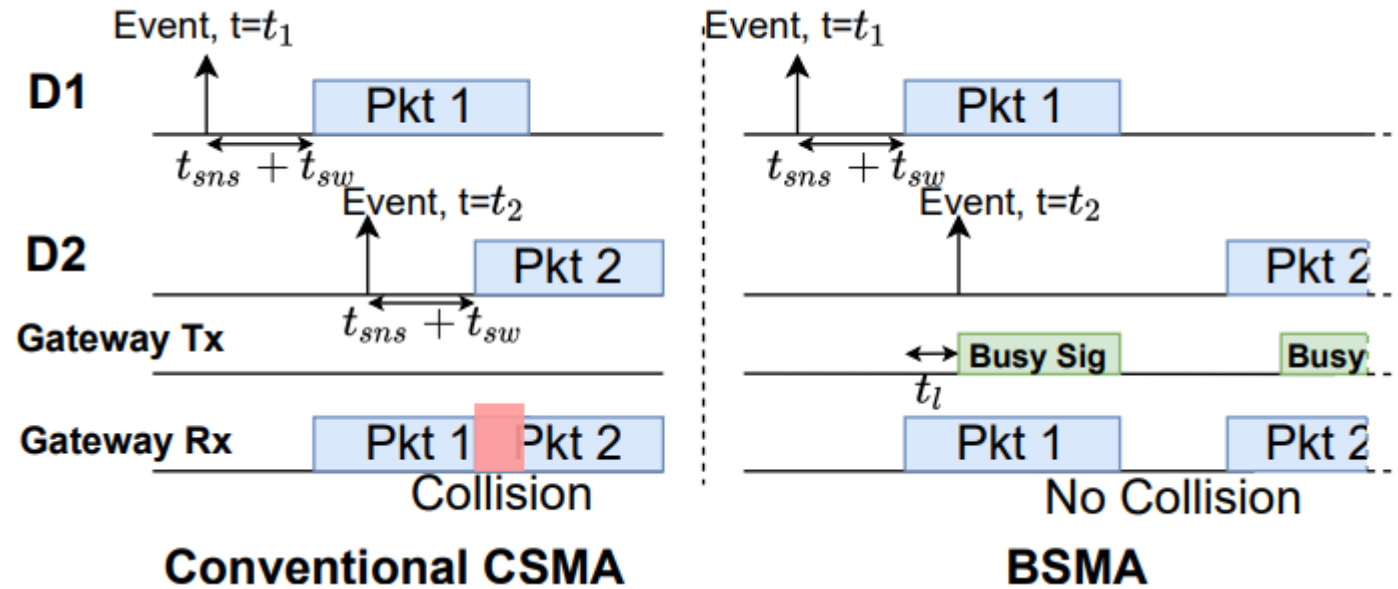 Event, t=t₁
Event, t=t₁
D1
Pkt 1
Pkt 1
tₛₙₛ + tₛw
tₛₙₛ + tₛw
Event, t=t₂
Event, t=t₂
D2
Pkt 2
Pkt 2
tₛₙₛ + tₛw
Gateway Tx
Busy Sig
Busy
tₗ
Gateway Rx
Pkt 1
Pkt 2
Pkt 1
Pkt 2
Collision
No Collision
Conventional CSMA
BSMA